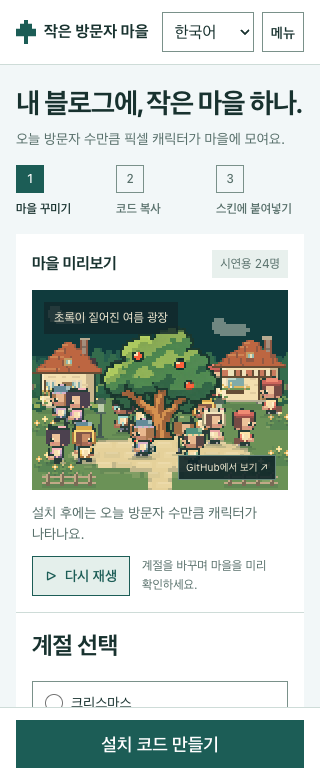 작은 방문자 마을
한국어
메뉴
내 블로그에, 작은 마을 하나.
오늘 방문자 수만큼 픽셀 캐릭터가 마을에 모여요.
1
2
3
마을 꾸미기
코드 복사
스킨에 붙여넣기
마을 미리보기
시연용 24명
초록이 짙어진 여름 광장
GitHub에서 보기 ↗
설치 후에는 오늘 방문자 수만큼 캐릭터가
나타나요.
다시 재생
계절을 바꾸며 마을을 미리
확인하세요.
계절 선택
크리스마스
설치 코드 만들기